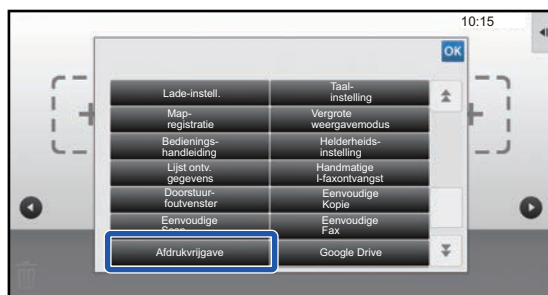 10:15
OK
Lade-instell.
Taal-
instelling
Map-
registratie
Vergrote
weergavemodus
Bedienings-
handleiding
Helderheids-
instelling
Lijst ontv.
gegevens
Handmatige
I-faxontvangst
Doorstuur-
foutvenster
Eenvoudige
Kopie
Eenvoudige
Scan
Eenvoudige
Fax
Afdrukvrijgave
Google Drive